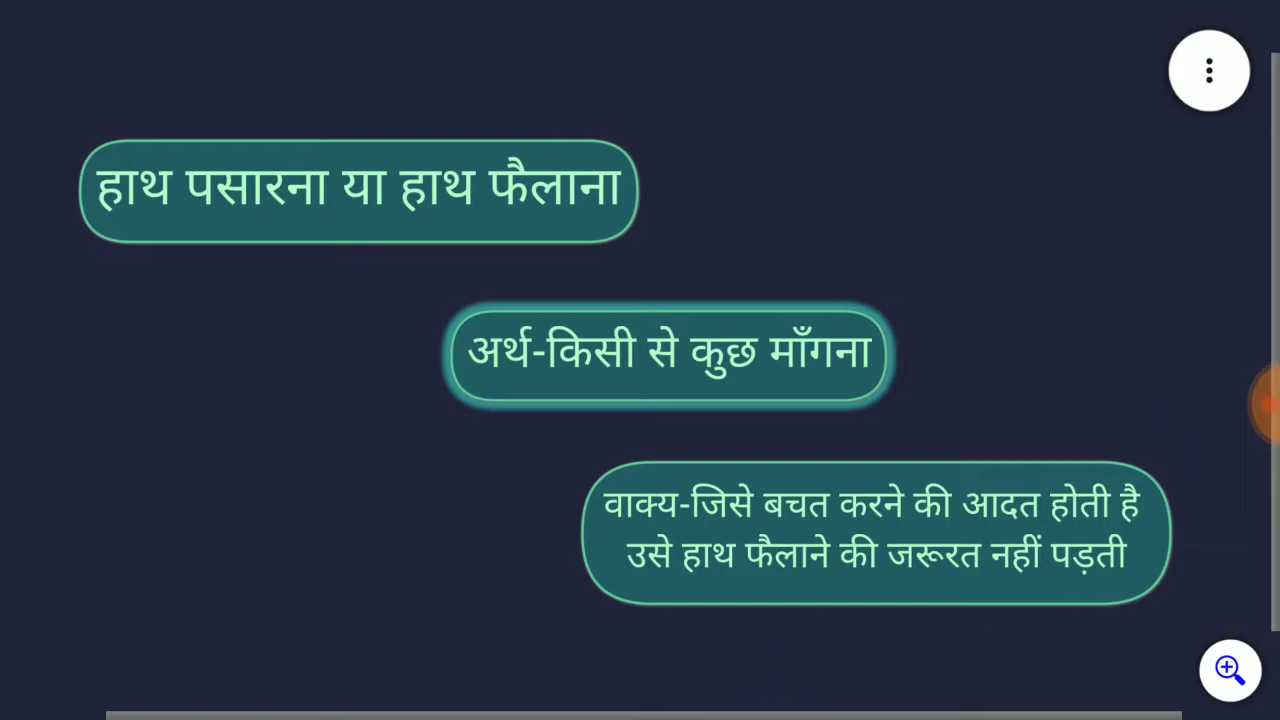 हाथ पसारना या हाथ फैलाना
अर्थ-किसी से कुछ माँगना
वाक्य-जिसे बचत करने की आदत होती है
उसे हाथ फैलाने की जरूरत नहीं पड़ती